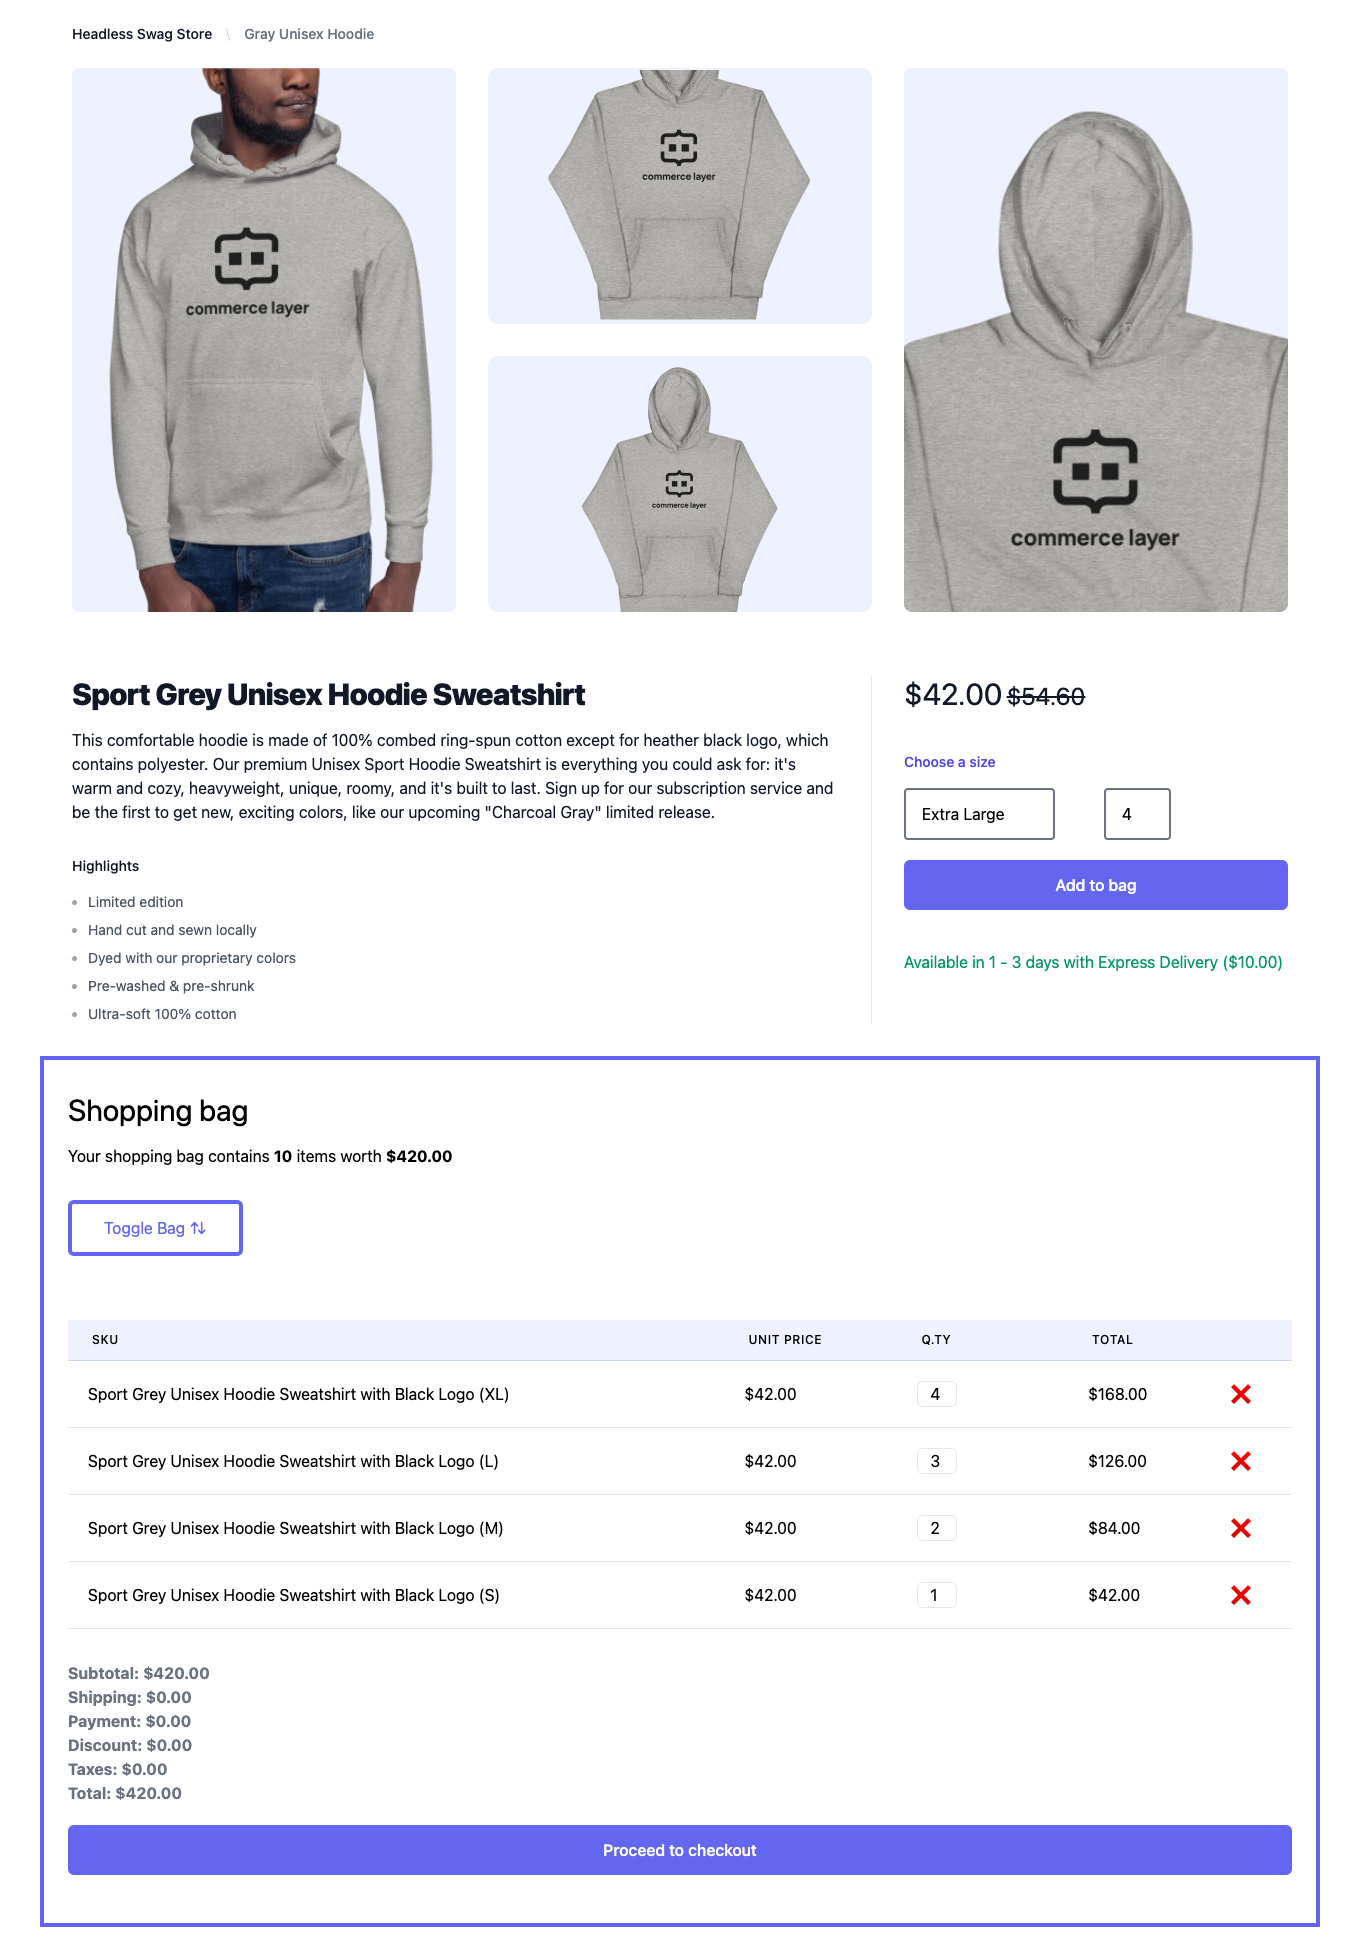 Headless Swag Store \ Gray Unisex Hoodie
commerce layer
commerce layer
commerce layer
commerce layer
Sport Grey Unisex Hoodie Sweatshirt
This comfortable hoodie is made of 100% combed ring-spun cotton except for heather black logo, which
contains polyester. Our premium Unisex Sport Hoodie Sweatshirt is everything you could ask for: it's
warm and cozy, heavyweight, unique, roomy, and it's built to last. Sign up for our subscription service and
be the first to get new, exciting colors, like our upcoming "Charcoal Gray" limited release.
Highlights
Limited edition
Hand cut and sewn locally
Dyed with our proprietary colors
Pre-washed & pre-shrunk
Ultra-soft 100% cotton
$42.00 $54.60
Choose a size
Extra Large 4
Add to bag
Available in 1 - 3 days with Express Delivery ($10.00)
Shopping bag
Your shopping bag contains 10 items worth $420.00
Toggle Bag ⇅
SKU UNIT PRICE Q.TY TOTAL
Sport Grey Unisex Hoodie Sweatshirt with Black Logo (XL) $42.00 4 $168.00
Sport Grey Unisex Hoodie Sweatshirt with Black Logo (L) $42.00 3 $126.00
Sport Grey Unisex Hoodie Sweatshirt with Black Logo (M) $42.00 2 $84.00
Sport Grey Unisex Hoodie Sweatshirt with Black Logo (S) $42.00 1 $42.00
Subtotal: $420.00
Shipping: $0.00
Payment: $0.00
Discount: $0.00
Taxes: $0.00
Total: $420.00
Proceed to checkout